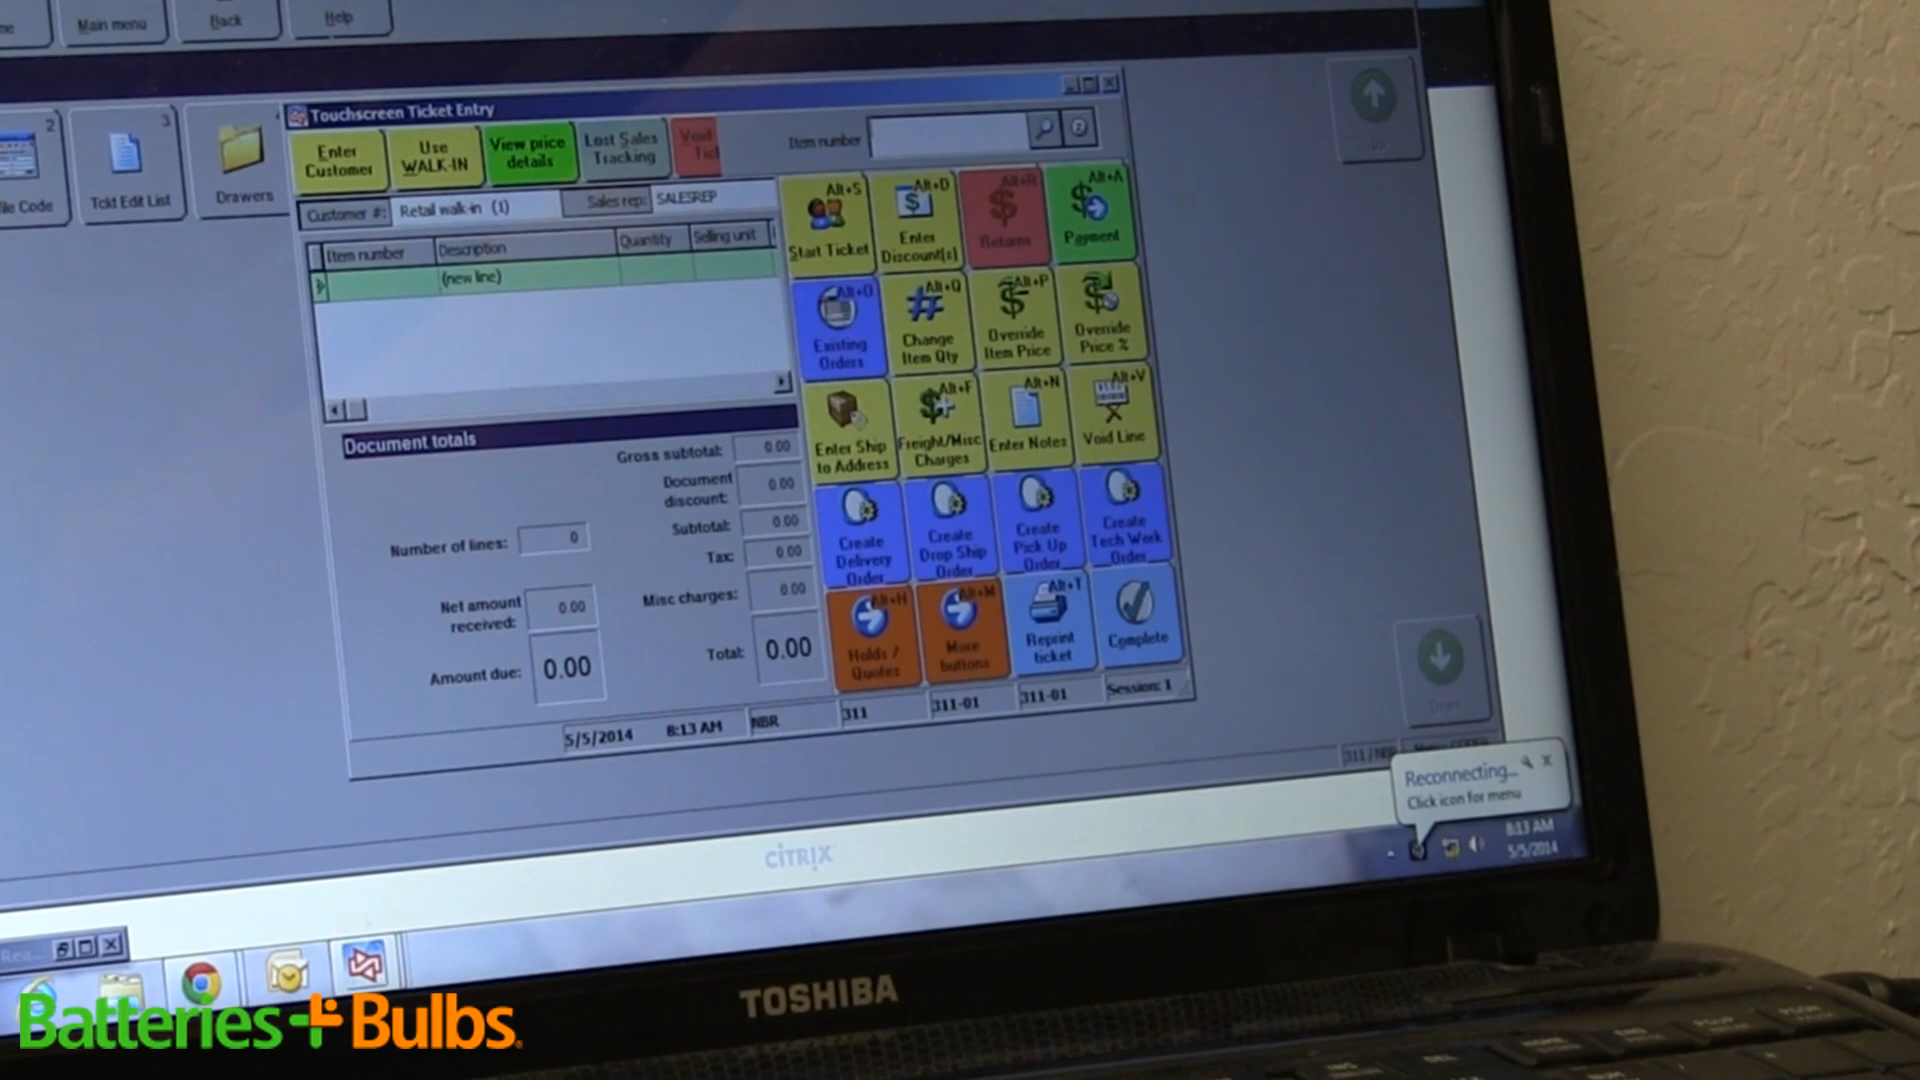 Main menu
Back
Help
2
3
Tckt Edit List
Drawers
Touchscreen Ticket Entry
Enter Customer
Use WALK-IN
View price details
Lost Sales Tracking
Void
Item number
Customer #: Retail walk-in (1)
Sales rep: SALESREP
Item number Description Quantity Selling unit
(new line)
Alt+S
Start Ticket
Alt+D
Enter Discount(s)
Alt+R
Returns
Alt+A
Payment
Alt+O
Existing Orders
Alt+Q
Change Item Qty
Alt+P
Override Item Price
Override Price %
Enter Ship to Address
Alt+F
Freight/Misc Charges
Alt+N
Enter Notes
Alt+V
Void Line
Create Delivery Order
Create Drop Ship Order
Create Pick Up Order
Create Tech Work Order
Alt+H
Holds / Quotes
Alt+M
More buttons
Alt+T
Reprint ticket
Complete
Document totals
Gross subtotal: 0.00
Document discount: 0.00
Subtotal: 0.00
Number of lines: 0
Tax: 0.00
Misc charges: 0.00
Net amount received: 0.00
Total: 0.00
Amount due: 0.00
5/5/2014 8:13 AM NBR 311 311-01 311-01 Session: 1
311 / NBR
Reconnecting...
Click icon for menu
8:13 AM
5/5/2014
CITRIX
TOSHIBA
Batteries+Bulbs